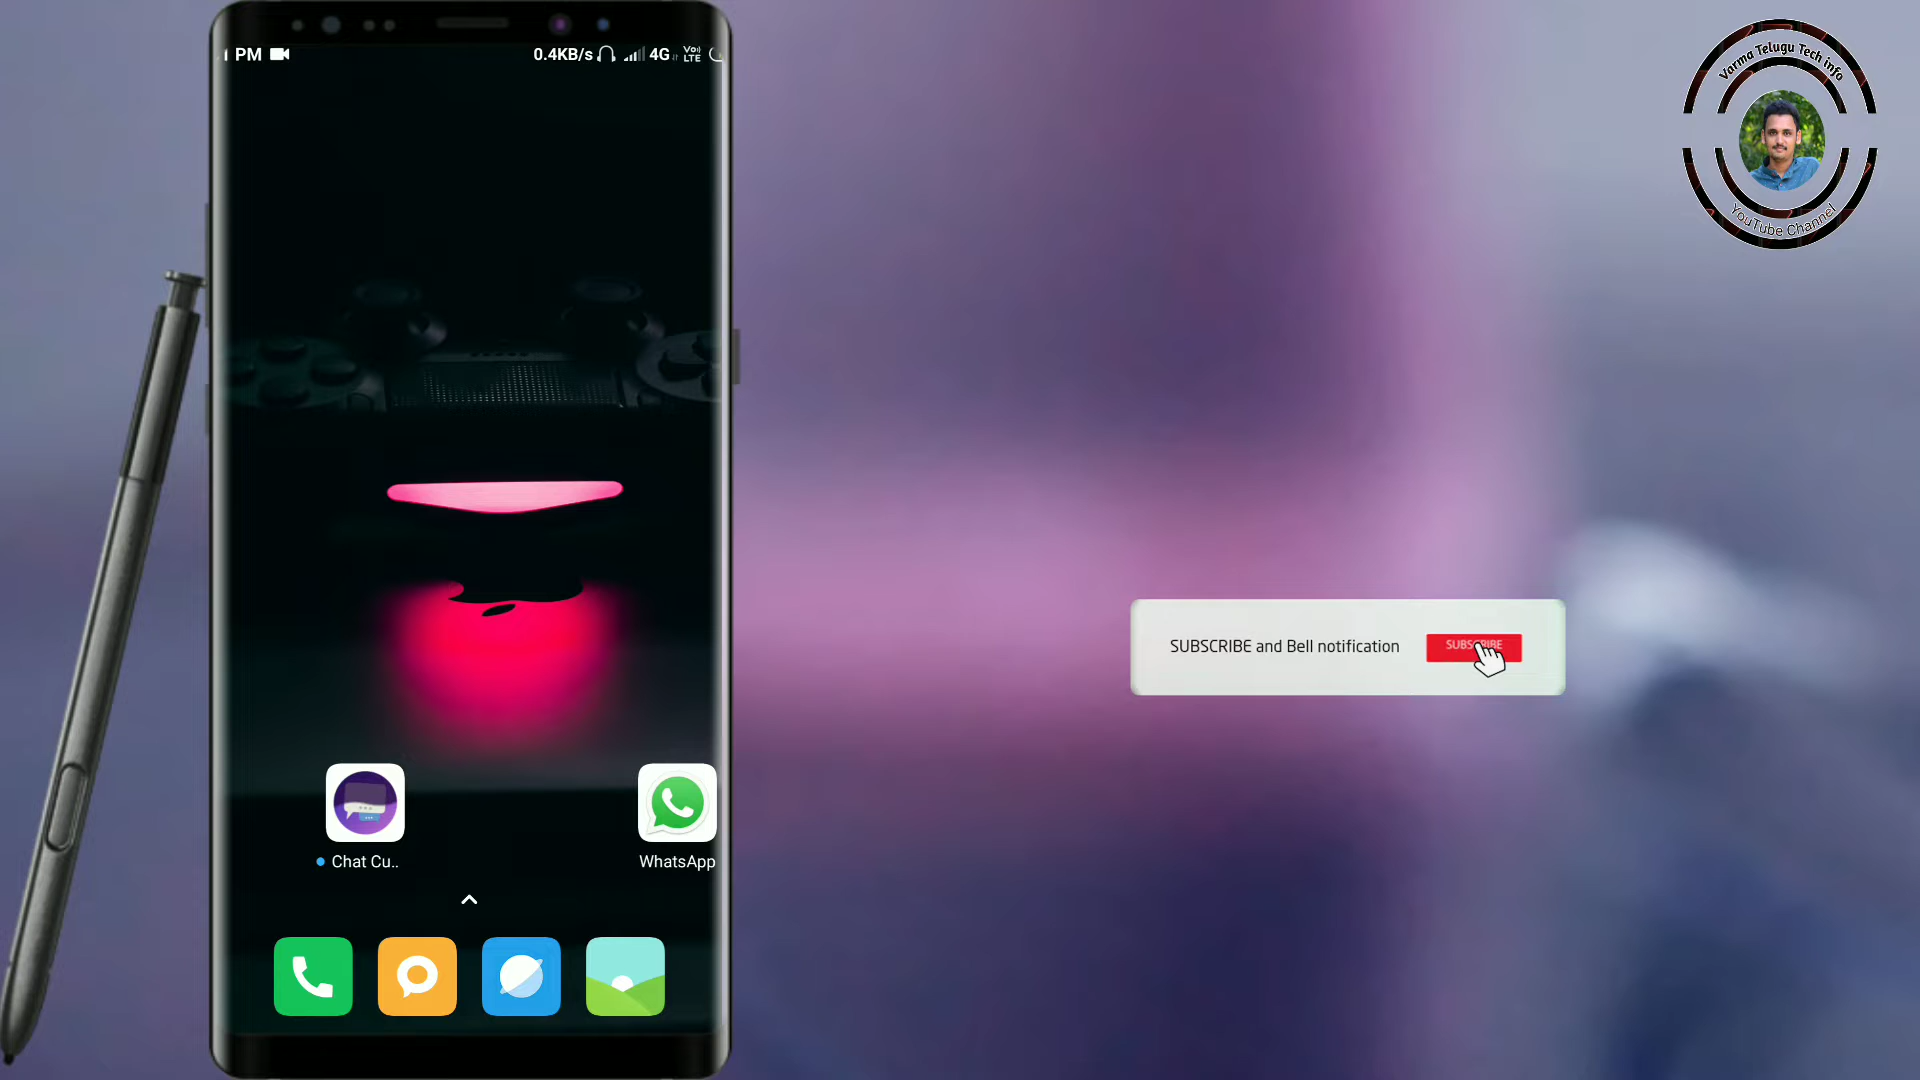 PM
0.4KB/s 4G Vo) LTE
Varma Telugu Tech info
YouTube Channel
SUBSCRIBE and Bell notification
SUBSCRIBE
Chat Cu..
WhatsApp